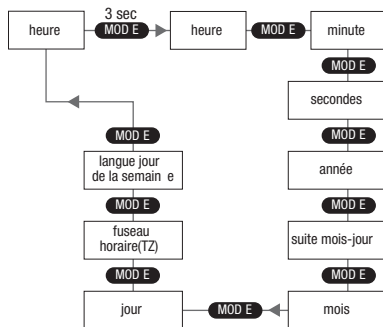 3 sec
heure
MOD E
heure
MOD E
minute
MOD E
secondes
MOD E
MOD E
langue jour
de la semain e
année
MOD E
MOD E
fuseau
horaire(TZ)
suite mois-jour
MOD E
MOD E
jour
MOD E
mois